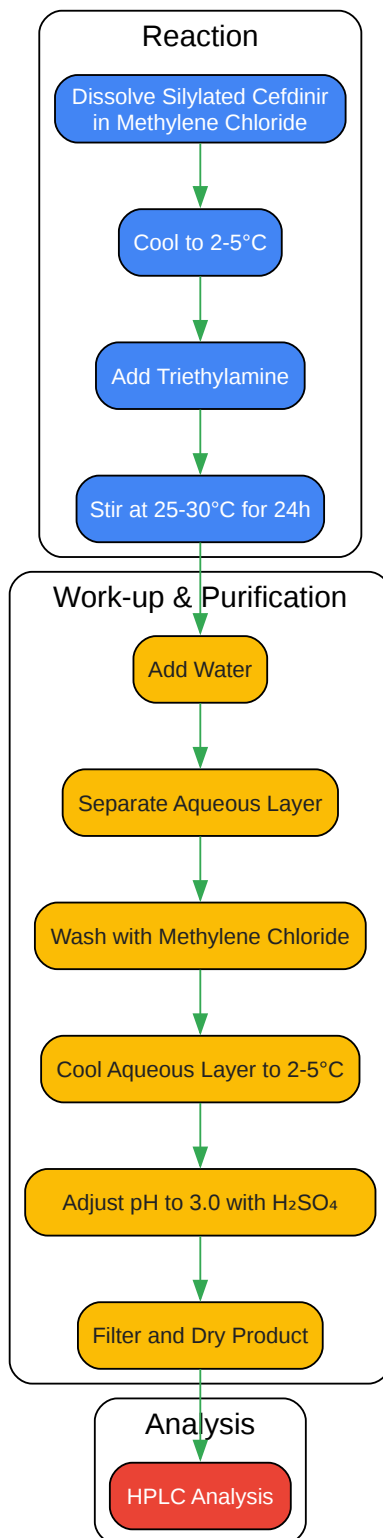 Reaction
Dissolve Silylated Cefdinir
in Methylene Chloride
Cool to 2-5°C
Add Triethylamine
Stir at 25-30°C for 24h
Work-up & Purification
Add Water
Separate Aqueous Layer
Wash with Methylene Chloride
Cool Aqueous Layer to 2-5°C
Adjust pH to 3.0 with H₂SO₄
Filter and Dry Product
Analysis
HPLC Analysis